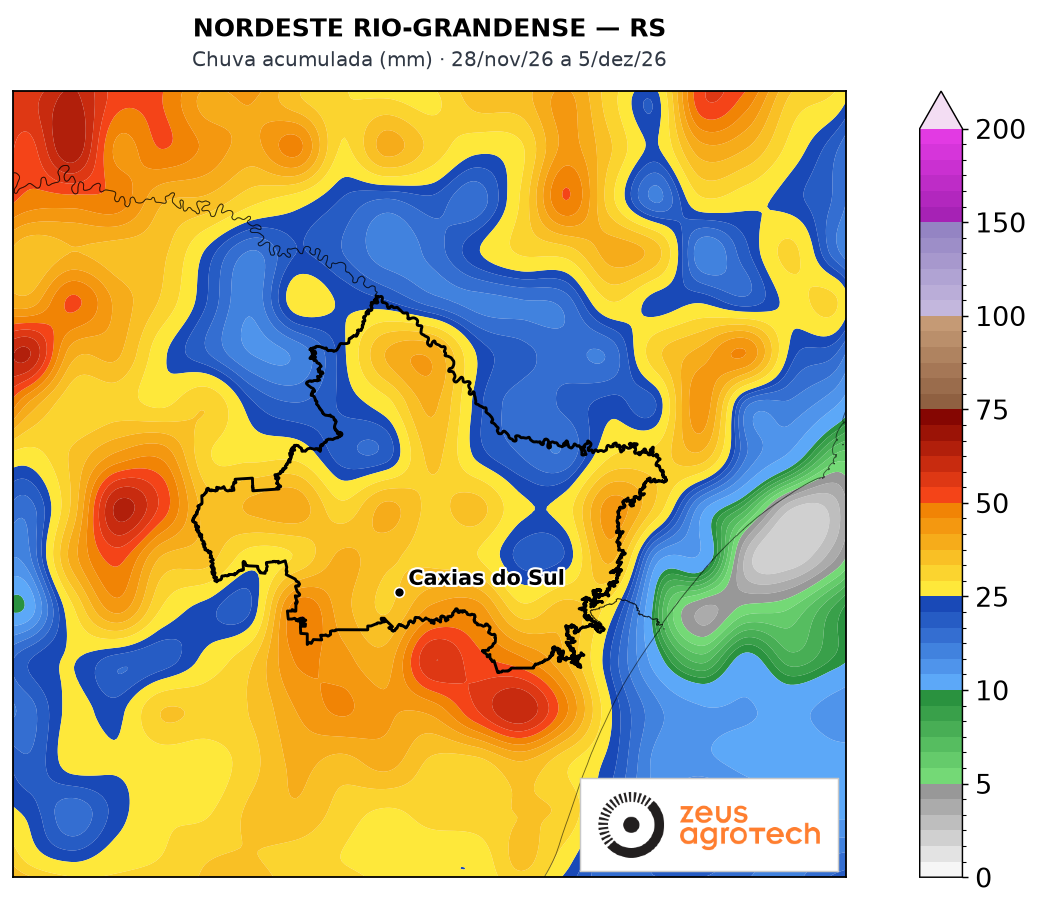 NORDESTE RIO-GRANDENSE — RS
Chuva acumulada (mm) · 28/nov/26 a 5/dez/26
200
150
100
75
50
25
10
5
0
Caxias do Sul
zeus
agrotech